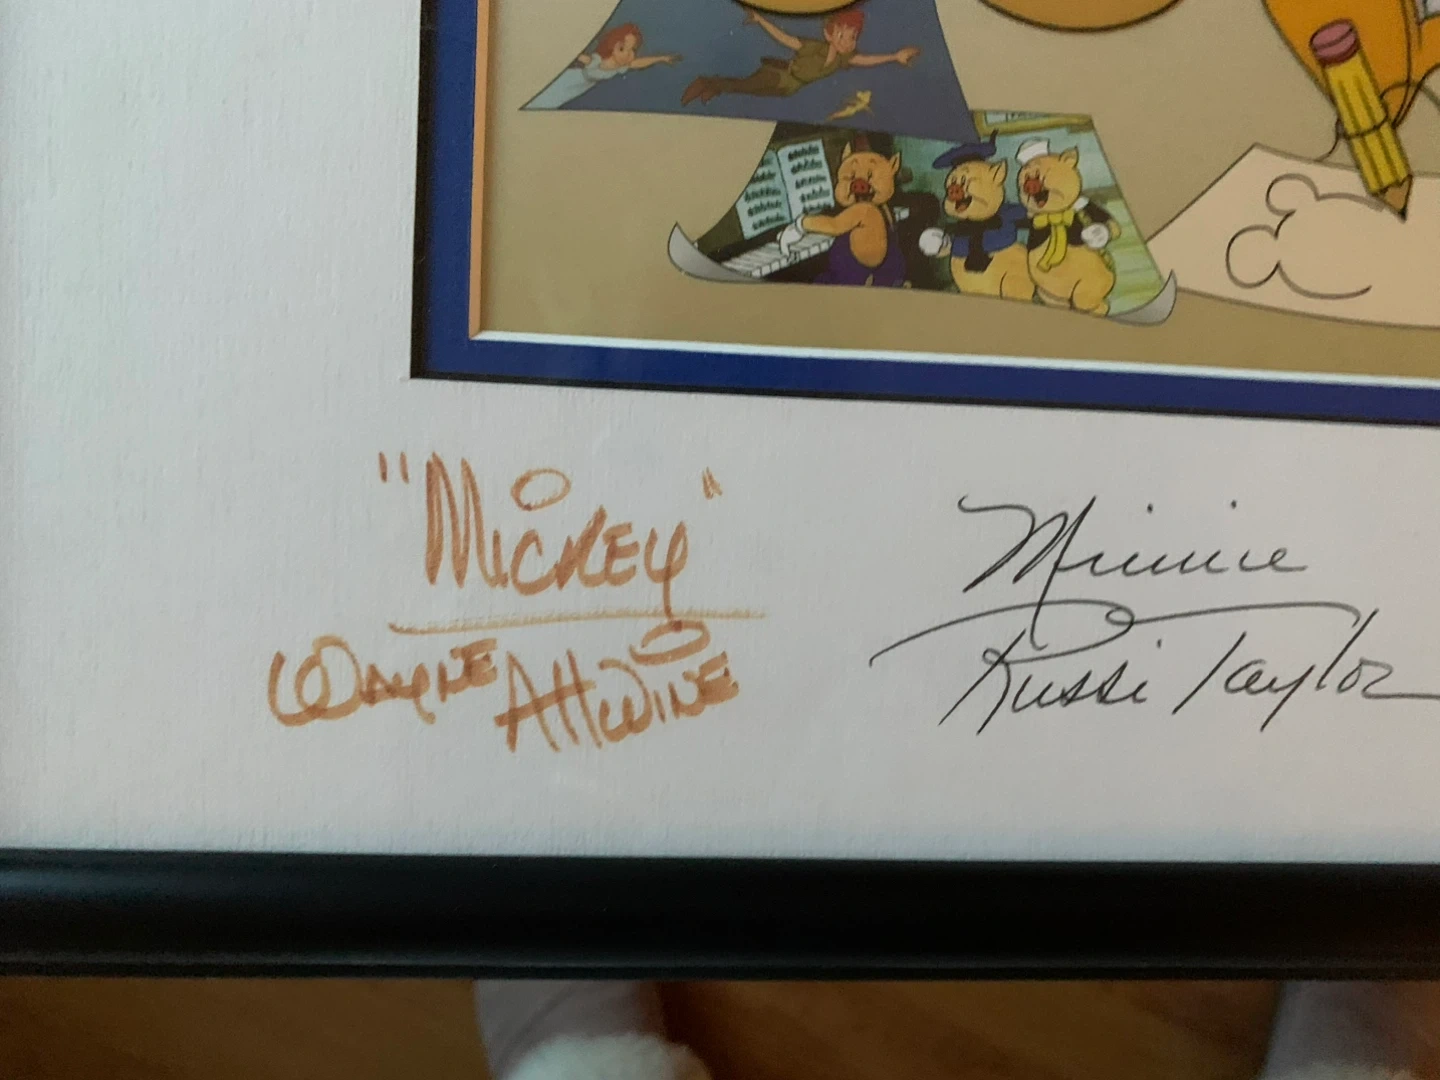 "Mickey"
Wayne Allwine
Minnie
Russi Taylor